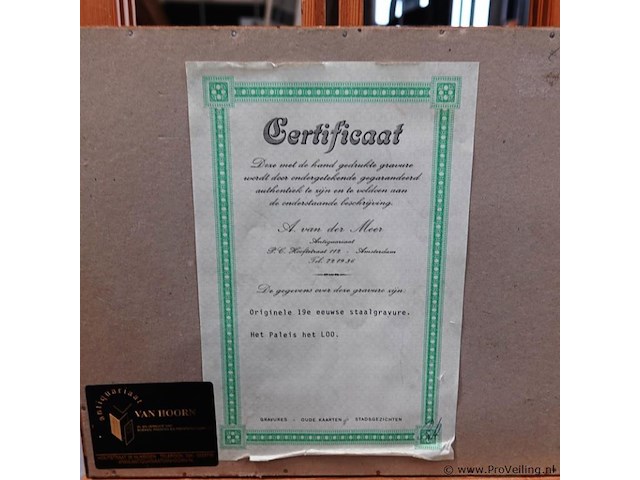 Certificaat
Deze met de hand gedrukte gravure
wordt door ondergetekende gegarandeerd
authentiek te zijn en te voldoen aan
de onderstaande beschrijving.
A. van der Meer
Antiquariaat
P.C. Hooftstraat 112 - Amsterdam
Tel. 79 19.36
De gegevens over deze gravure zijn:
Originele 19e eeuwse staalgravure.
Het Paleis het LOO.
GRAVURES - OUDE KAARTEN - STADSGEZICHTEN
antiquariaat
VAN HOORN
© www.ProVeiling.nl